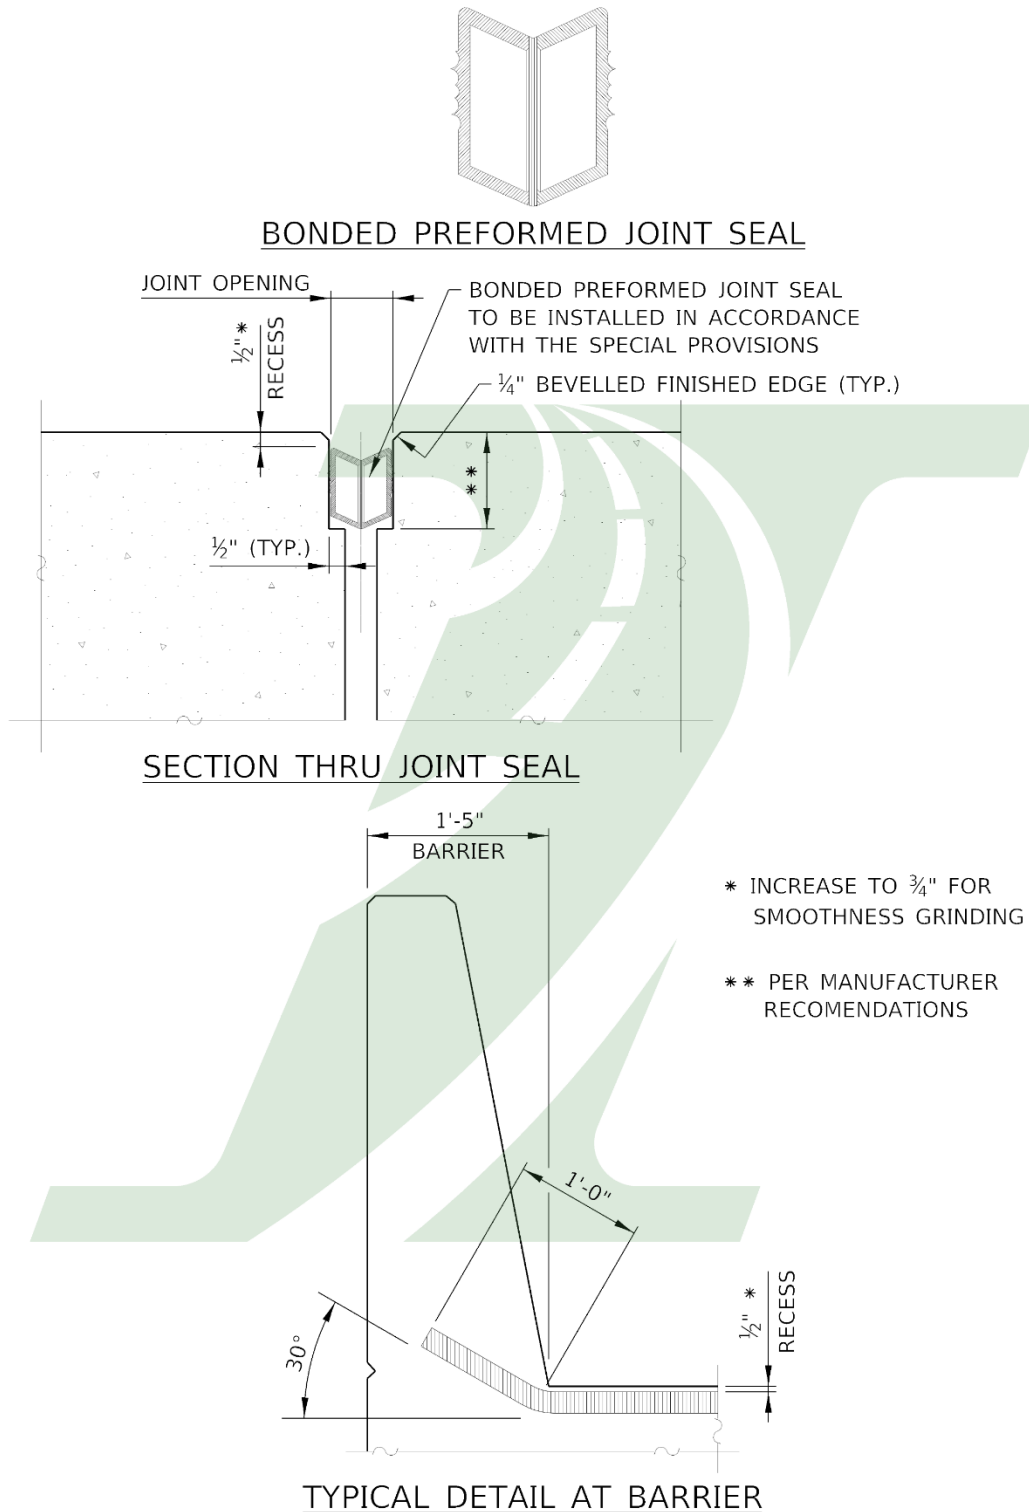 BONDED PREFORMED JOINT SEAL
JOINT OPENING
½"*
RECESS
BONDED PREFORMED JOINT SEAL
TO BE INSTALLED IN ACCORDANCE
WITH THE SPECIAL PROVISIONS
¼" BEVELLED FINISHED EDGE (TYP.)
**
½" (TYP.)
SECTION THRU JOINT SEAL
1'-5"
BARRIER
* INCREASE TO ¾" FOR
SMOOTHNESS GRINDING
** PER MANUFACTURER
RECOMENDATIONS
1'-0"
30°
½" *
RECESS
TYPICAL DETAIL AT BARRIER